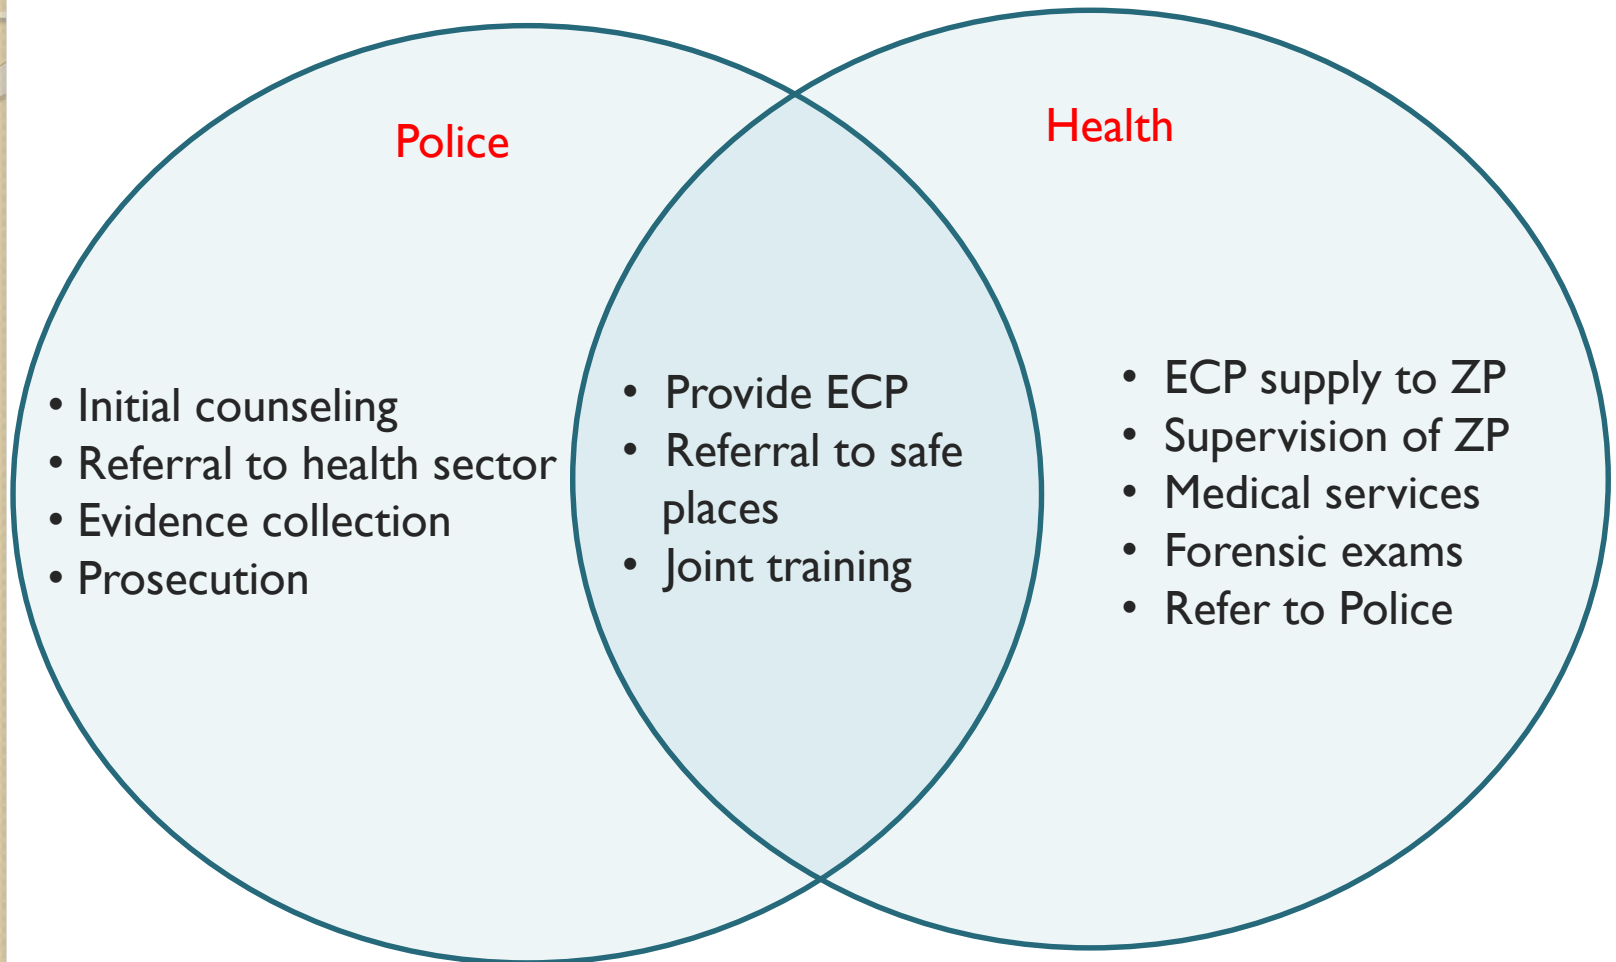 Police
• Initial counseling
• Referral to health sector
• Evidence collection
• Prosecution
• Provide ECP
• Referral to safe
places
• Joint training
Health
• ECP supply to ZP
• Supervision of ZP
• Medical services
• Forensic exams
• Refer to Police